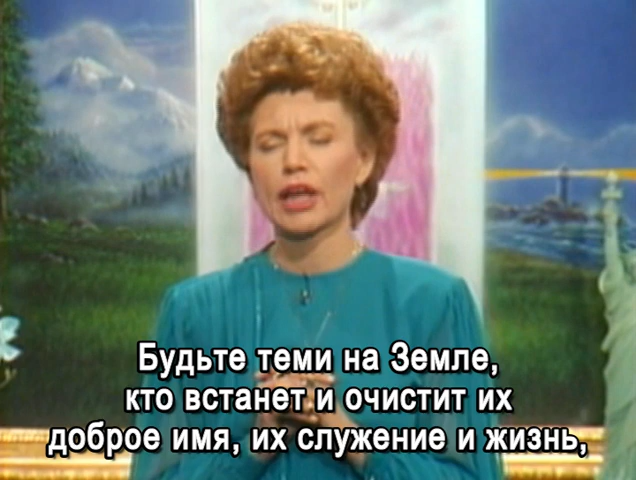 Будьте теми на Земле,
кто встанет и очистит их
доброе имя, их служение и жизнь,